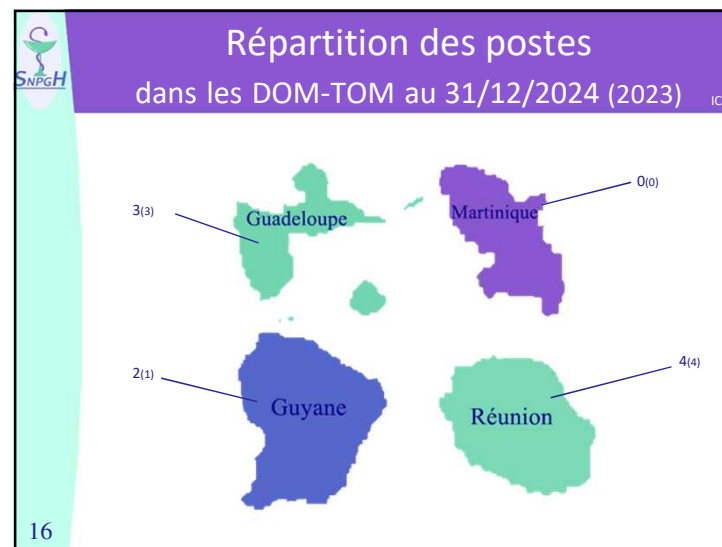 Répartition des postes
dans les DOM-TOM au 31/12/2024 (2023)
IC
SNPGH
3(3)
Guadeloupe
Martinique
0(0)
2(1)
Guyane
4(4)
Réunion
16